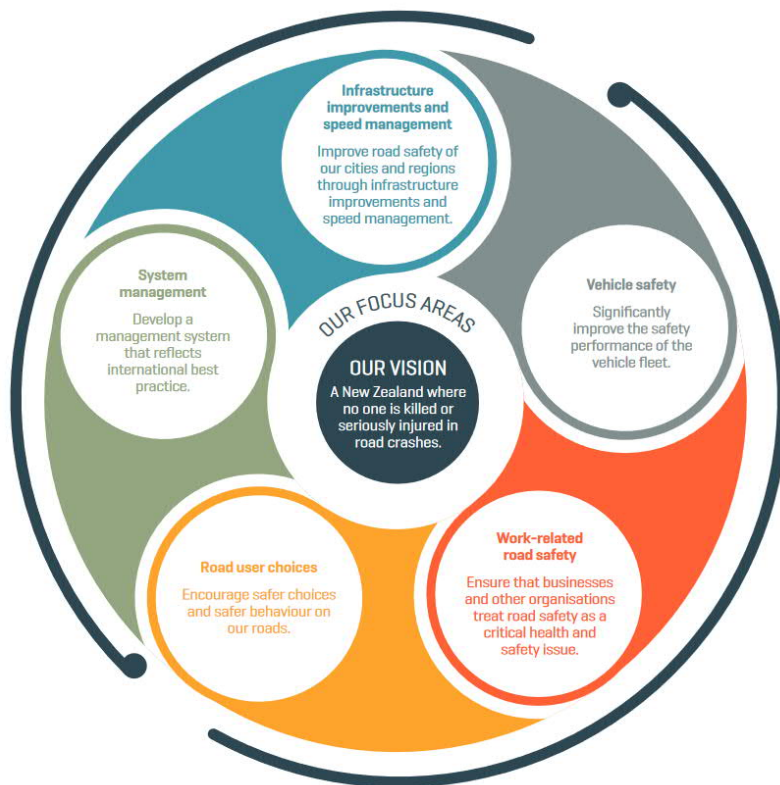 Infrastructure
improvements and
speed management
Improve road safety of
our cities and regions
through infrastructure
improvements and
speed management.
Vehicle safety
Significantly
improve the safety
performance of the
vehicle fleet.
Work-related
road safety
Ensure that businesses
and other organisations
treat road safety as a
critical health and
safety issue.
Road user choices
Encourage safer choices
and safer behaviour on
our roads.
System
management
Develop a
management system
that reflects
international best
practice.
OUR FOCUS AREAS
OUR VISION
A New Zealand where
no one is killed or
seriously injured in
road crashes.